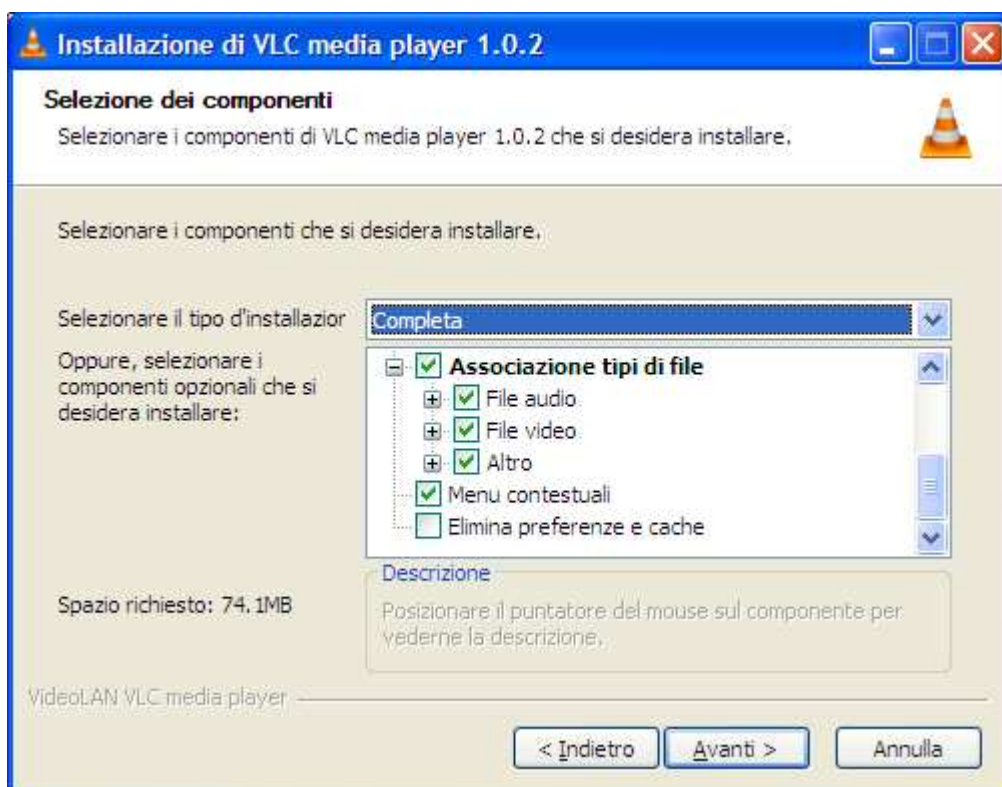 Installazione di VLC media player 1.0.2
Selezione dei componenti
Selezionare i componenti di VLC media player 1.0.2 che si desidera installare.
Selezionare i componenti che si desidera installare.
Selezionare il tipo d'installazior
Completa
Oppure, selezionare i
componenti opzionali che si
desidera installare:
Associazione tipi di file
File audio
File video
Altro
Menu contestuali
Elimina preferenze e cache
Spazio richiesto: 74.1MB
Descrizione
Posizionare il puntatore del mouse sul componente per
vederne la descrizione.
VideoLAN VLC media player
< Indietro
Avanti >
Annulla